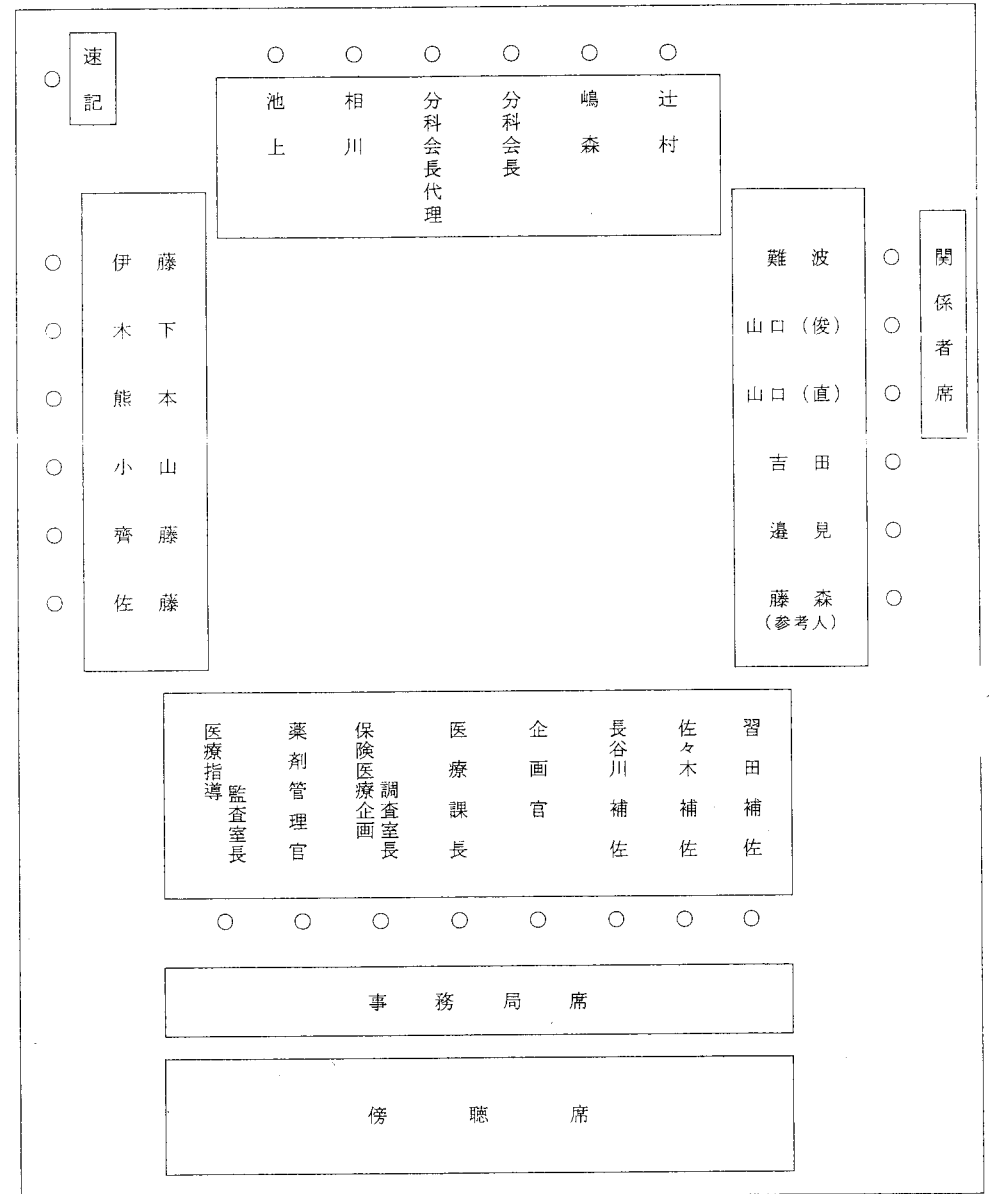 速記
池上
相川
分科会長代理
分科会長
嶋森
辻村
伊藤
木下
熊本
小山
齊藤
佐藤
難波
山口(俊)
山口(直)
吉田
邉見
藤森
(参考人)
関係者席
医療指導
監査室長
薬剤管理官
保険医療企画
調査室長
医療課長
企画官
長谷川補佐
佐々木補佐
習田補佐
事務局席
傍聴席